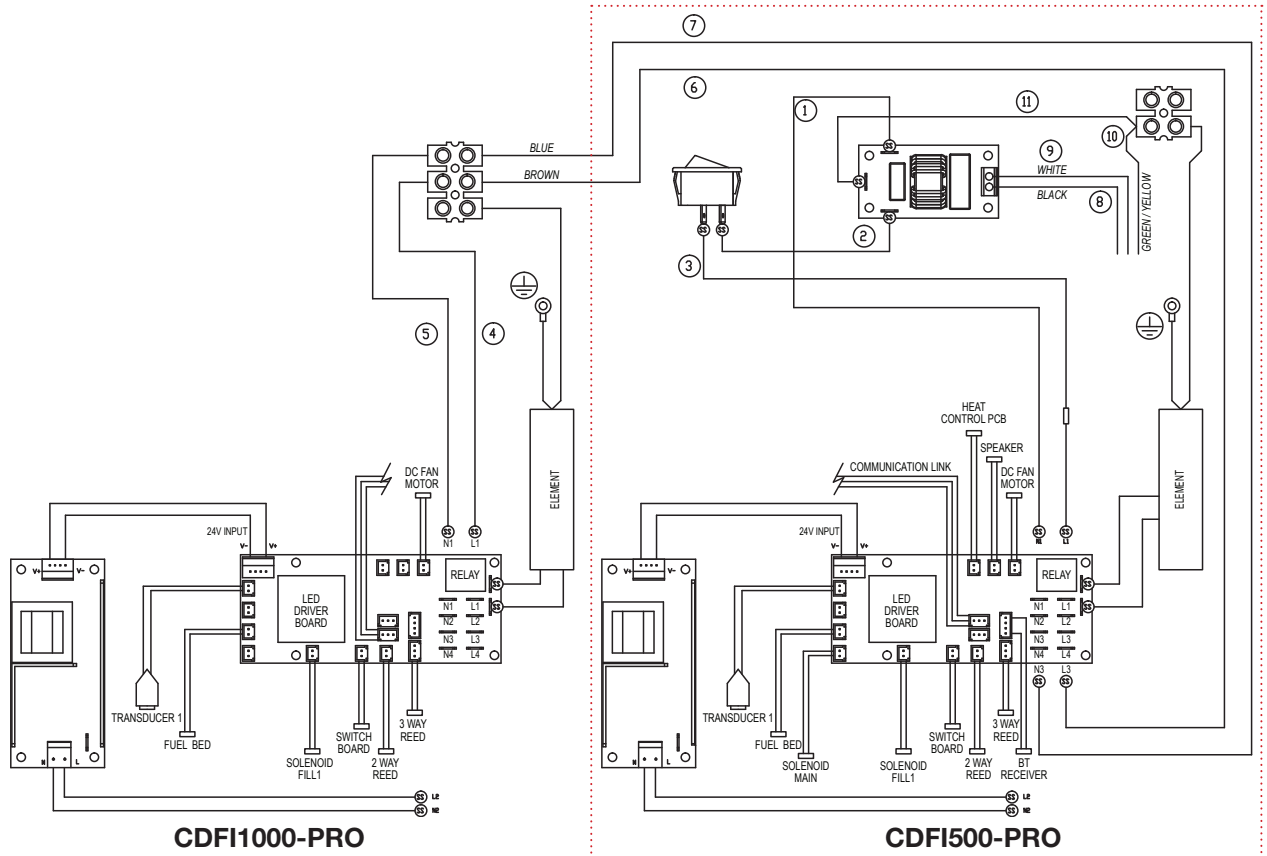 7
6
1
11
10
BLUE
BROWN
9
WHITE
BLACK
8
GREEN / YELLOW
2
3
5
4
HEAT
CONTROL PCB
SPEAKER
DC FAN
MOTOR
COMMUNICATION LINK
DC FAN
MOTOR
ELEMENT
ELEMENT
24V INPUT
V- V+
N1 L1
24V INPUT
V- V+
N1 L1
V+ V-
LED
DRIVER
BOARD
RELAY
N1 L1
N2 L2
N3 L3
N4 L4
V+ V-
LED
DRIVER
BOARD
RELAY
N1 L1
N2 L2
N3 L3
N4 L4
N3 L3
TRANSDUCER 1
FUEL BED
SOLENOID
FILL1
SWITCH
BOARD
2 WAY
REED
3 WAY
REED
TRANSDUCER 1
FUEL BED
SOLENOID
MAIN
SOLENOID
FILL1
SWITCH
BOARD
2 WAY
REED
3 WAY
REED
BT
RECEIVER
N L
L2
N2
N L
L2
N2
CDFI1000-PRO
CDFI500-PRO